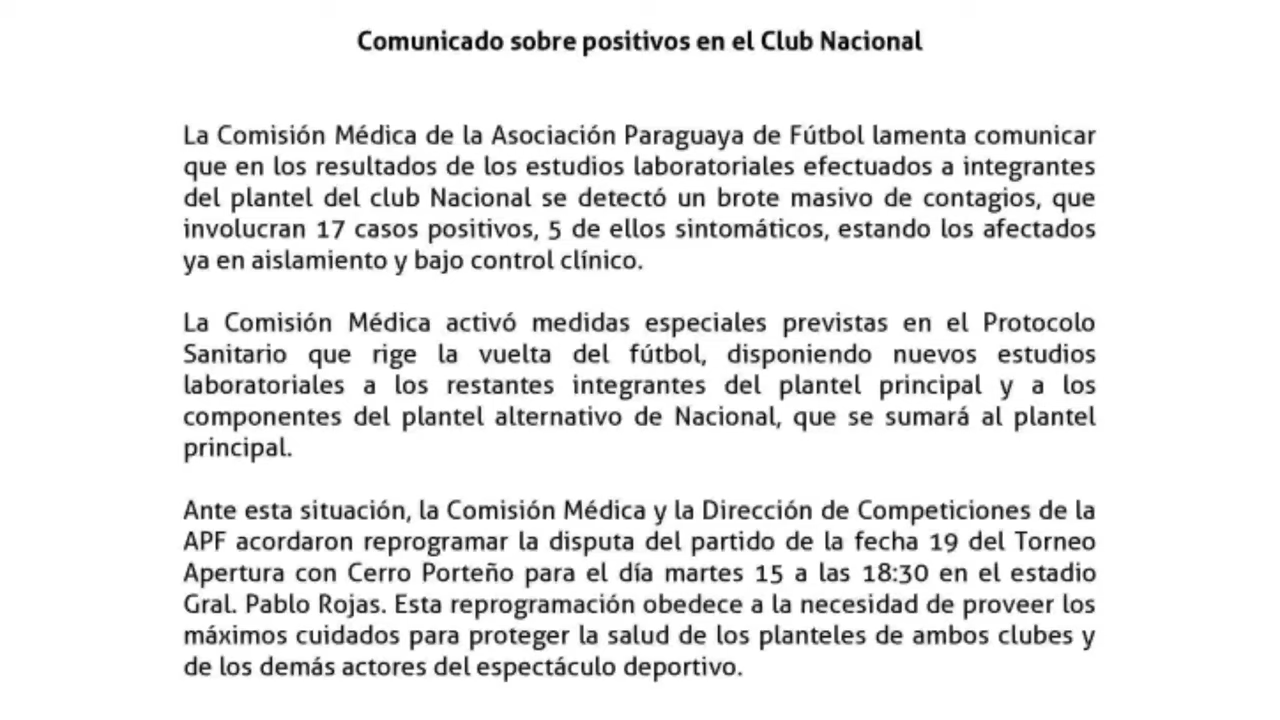 Comunicado sobre positivos en el Club Nacional
La Comisión Médica de la Asociación Paraguaya de Fútbol lamenta comunicar
que en los resultados de los estudios laboratoriales efectuados a integrantes
del plantel del club Nacional se detectó un brote masivo de contagios, que
involucran 17 casos positivos, 5 de ellos sintomáticos, estando los afectados
ya en aislamiento y bajo control clínico.
La Comisión Médica activó medidas especiales previstas en el Protocolo
Sanitario que rige la vuelta del fútbol, disponiendo nuevos estudios
laboratoriales a los restantes integrantes del plantel principal y a los
componentes del plantel alternativo de Nacional, que se sumará al plantel
principal.
Ante esta situación, la Comisión Médica y la Dirección de Competiciones de la
APF acordaron reprogramar la disputa del partido de la fecha 19 del Torneo
Apertura con Cerro Porteño para el día martes 15 a las 18:30 en el estadio
Gral. Pablo Rojas. Esta reprogramación obedece a la necesidad de proveer los
máximos cuidados para proteger la salud de los planteles de ambos clubes y
de los demás actores del espectáculo deportivo.